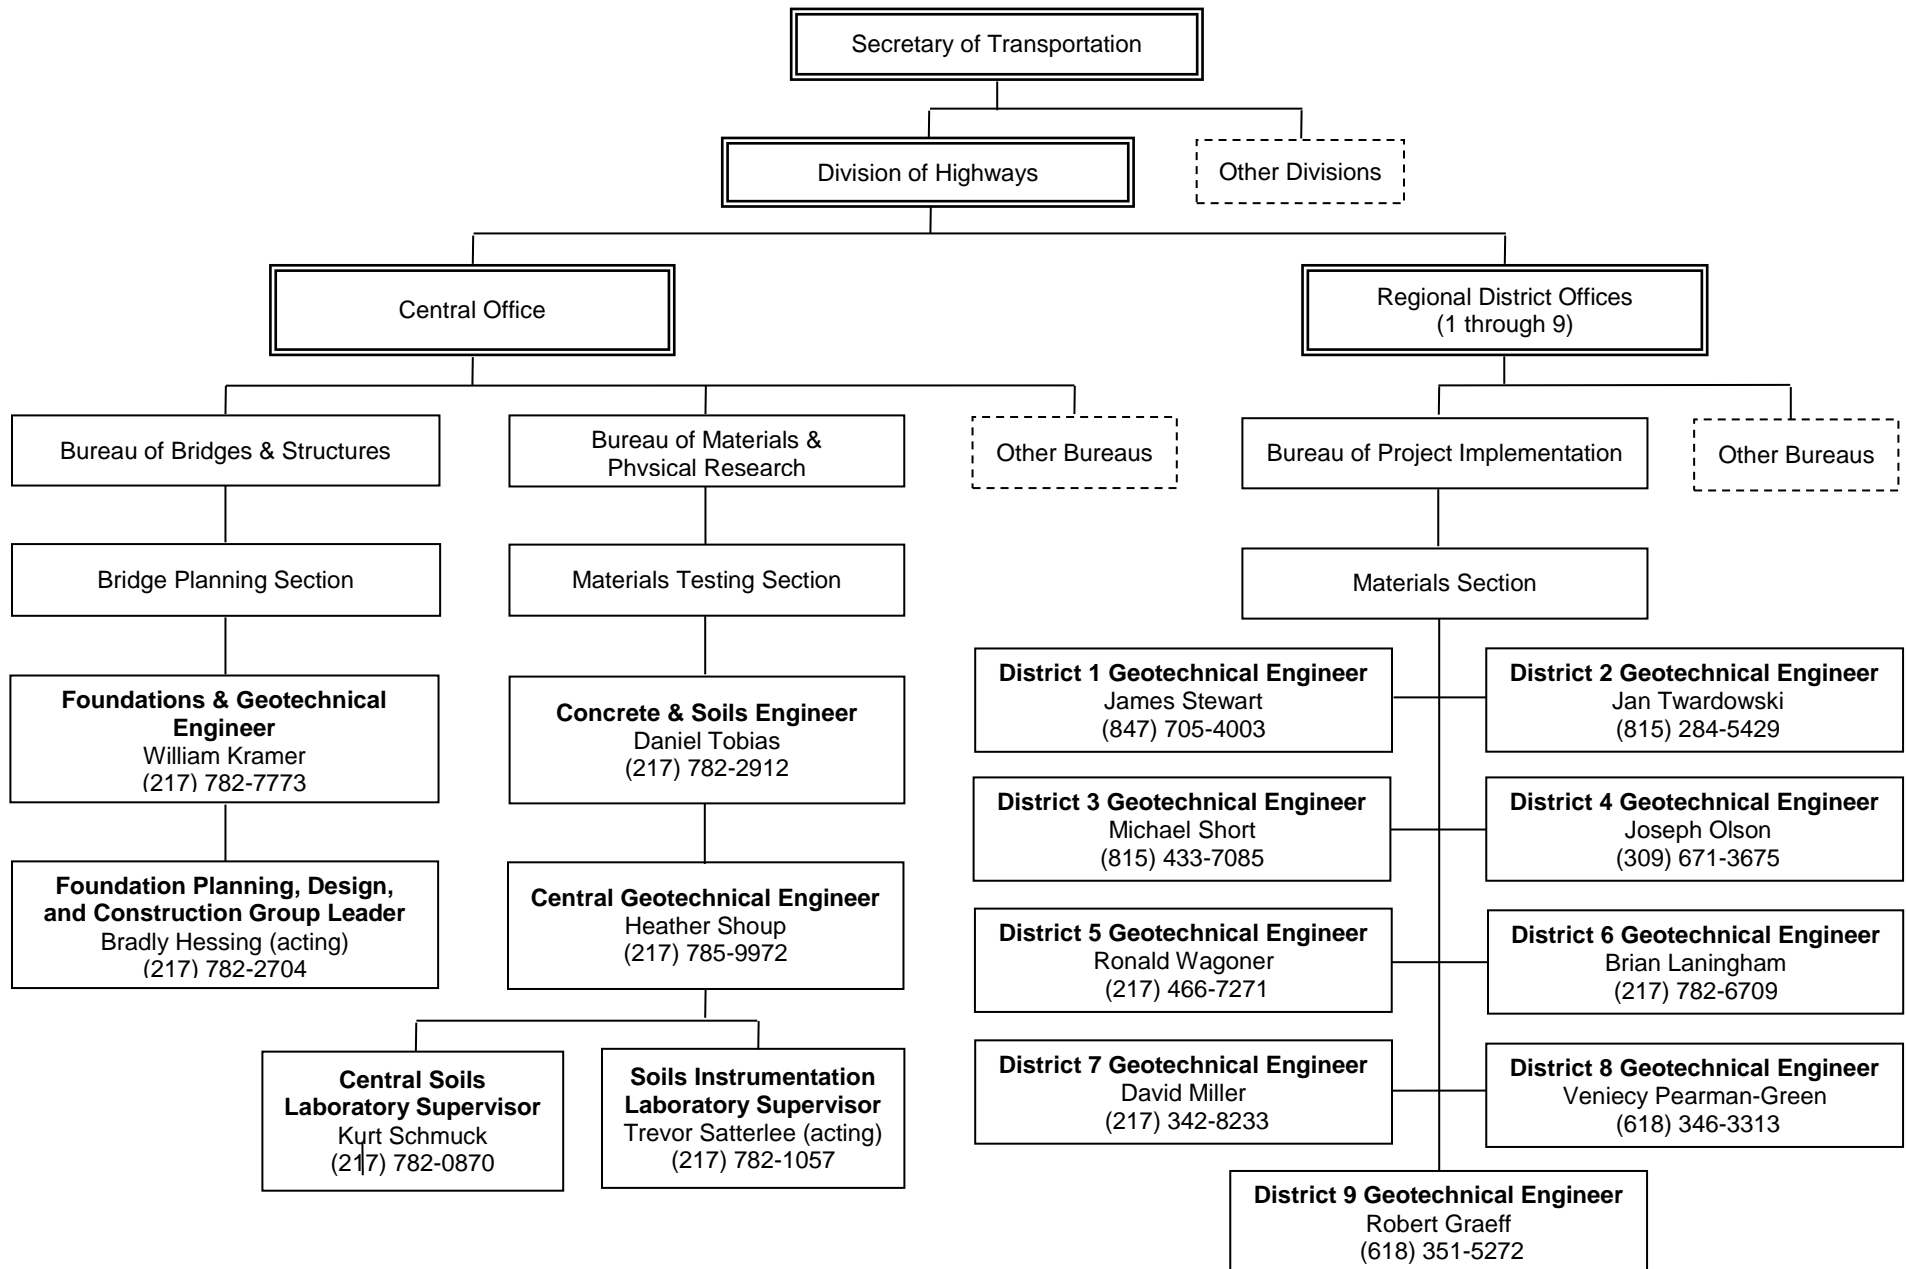 Secretary of Transportation
Division of Highways
Other Divisions
Central Office
Regional District Offices
(1 through 9)
Bureau of Bridges & Structures
Bureau of Materials &
Physical Research
Other Bureaus
Bureau of Project Implementation
Other Bureaus
Bridge Planning Section
Materials Testing Section
Materials Section
Foundations & Geotechnical
Engineer
William Kramer
(217) 782-7773
Concrete & Soils Engineer
Daniel Tobias
(217) 782-2912
Foundation Planning, Design,
and Construction Group Leader
Bradly Hessing (acting)
(217) 782-2704
Central Geotechnical Engineer
Heather Shoup
(217) 785-9972
Central Soils
Laboratory Supervisor
Kurt Schmuck
(217) 782-0870
Soils Instrumentation
Laboratory Supervisor
Trevor Satterlee (acting)
(217) 782-1057
District 1 Geotechnical Engineer
James Stewart
(847) 705-4003
District 2 Geotechnical Engineer
Jan Twardowski
(815) 284-5429
District 3 Geotechnical Engineer
Michael Short
(815) 433-7085
District 4 Geotechnical Engineer
Joseph Olson
(309) 671-3675
District 5 Geotechnical Engineer
Ronald Wagoner
(217) 466-7271
District 6 Geotechnical Engineer
Brian Laningham
(217) 782-6709
District 7 Geotechnical Engineer
David Miller
(217) 342-8233
District 8 Geotechnical Engineer
Veniecy Pearman-Green
(618) 346-3313
District 9 Geotechnical Engineer
Robert Graeff
(618) 351-5272